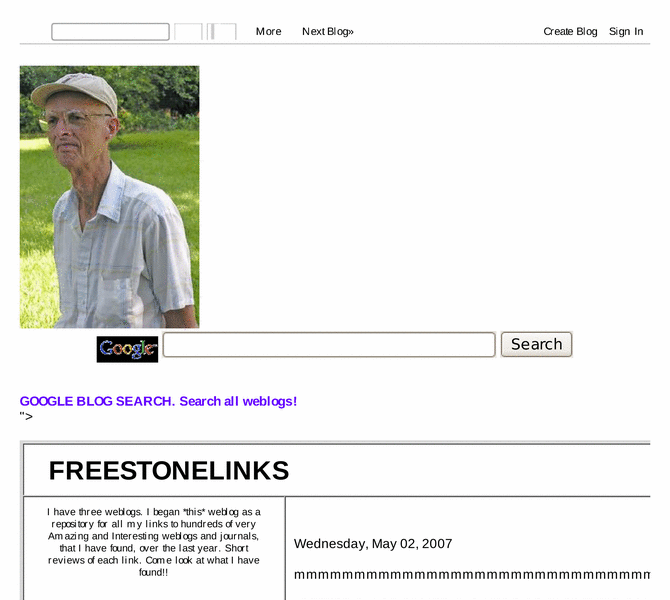 More Next Blog» Create Blog Sign In
Google Search
GOOGLE BLOG SEARCH. Search all weblogs!
">
FREESTONELINKS
I have three weblogs. I began *this* weblog as a
repository for all my links to hundreds of very
Amazing and Interesting weblogs and journals,
that I have found, over the last year. Short
reviews of each link. Come look at what I have
found!!
Wednesday, May 02, 2007
mmmmmmmmmmmmmmmmmmmmmmmmmmmmmm